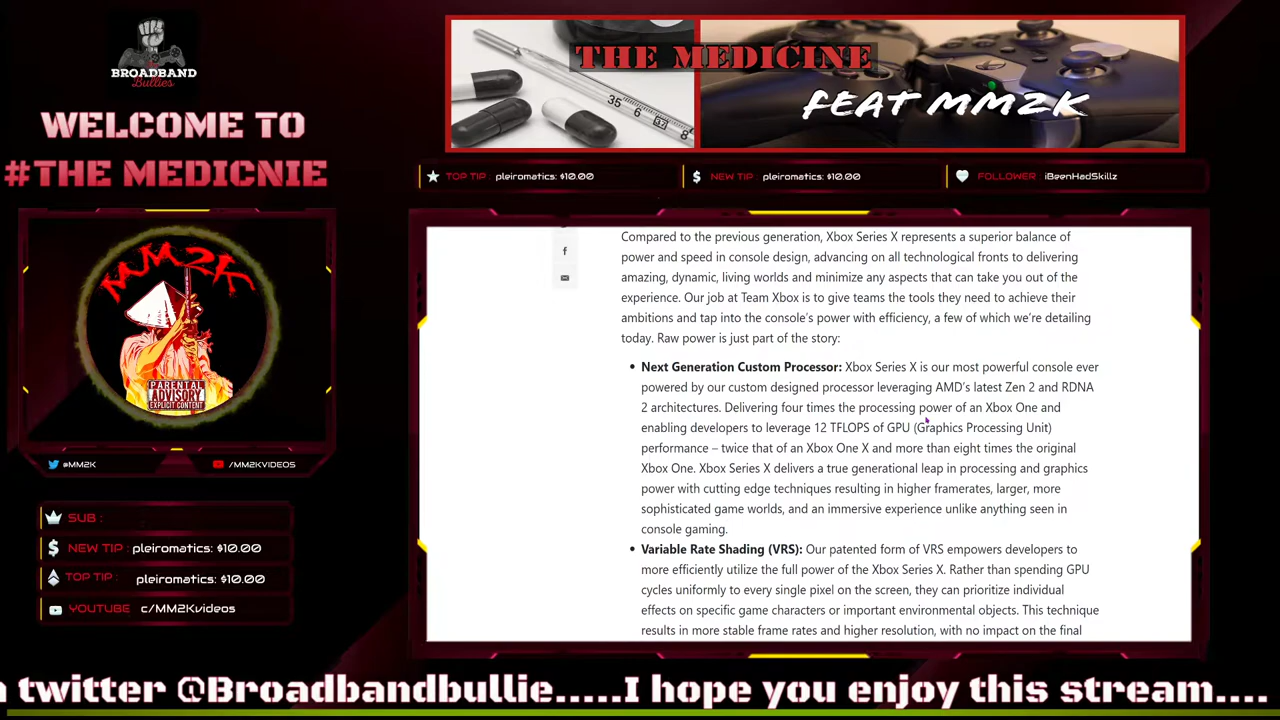 BROADBAND
Bullies
WELCOME TO
#THE MEDICNIE
THE MEDICINE
FEAT MM2K
35 6 37 8
TOP TIP pleiromatics: $10.00
NEW TIP pleiromatics: $10.00
FOLLOWER : iBeenHadSkillz
MM2K
PARENTAL
ADVISORY
EXPLICIT CONTENT
@MM2K
/MM2KVIDEOS
SUB :
NEW TIP : pleiromatics: $10.00
TOP TIP : pleiromatics: $10.00
YOUTUBE c/MM2Kvideos
Compared to the previous generation, Xbox Series X represents a superior balance of
power and speed in console design, advancing on all technological fronts to delivering
amazing, dynamic, living worlds and minimize any aspects that can take you out of the
experience. Our job at Team Xbox is to give teams the tools they need to achieve their
ambitions and tap into the console's power with efficiency, a few of which we're detailing
today. Raw power is just part of the story:
• Next Generation Custom Processor: Xbox Series X is our most powerful console ever
powered by our custom designed processor leveraging AMD's latest Zen 2 and RDNA
2 architectures. Delivering four times the processing power of an Xbox One and
enabling developers to leverage 12 TFLOPS of GPU (Graphics Processing Unit)
performance – twice that of an Xbox One X and more than eight times the original
Xbox One. Xbox Series X delivers a true generational leap in processing and graphics
power with cutting edge techniques resulting in higher framerates, larger, more
sophisticated game worlds, and an immersive experience unlike anything seen in
console gaming.
• Variable Rate Shading (VRS): Our patented form of VRS empowers developers to
more efficiently utilize the full power of the Xbox Series X. Rather than spending GPU
cycles uniformly to every single pixel on the screen, they can prioritize individual
effects on specific game characters or important environmental objects. This technique
results in more stable frame rates and higher resolution, with no impact on the final
twitter @Broadbandbullie.....I hope you enjoy this stream....